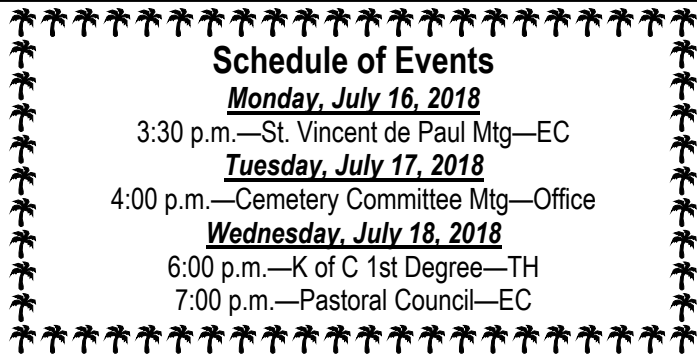 Schedule of Events
Monday, July 16, 2018
3:30 p.m.—St. Vincent de Paul Mtg—EC
Tuesday, July 17, 2018
4:00 p.m.—Cemetery Committee Mtg—Office
Wednesday, July 18, 2018
6:00 p.m.—K of C 1st Degree—TH
7:00 p.m.—Pastoral Council—EC